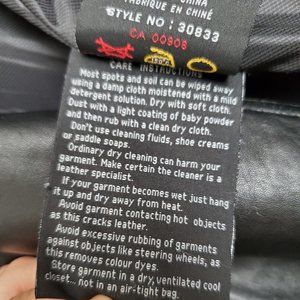 FABRIQUE EN CHINE
STYLE NO : 30833
CA 00808
CARE INSTRUCTIONS
Most spots and soil can be wiped away
using a damp cloth moistened with a mild
detergent solution. Dry with soft cloth.
Dust with a light coating of baby powder
and then rub with a clean dry cloth.
Don't use cleaning fluids, shoe creams
or saddle soaps.
Ordinary dry cleaning can harm your
garment. Make certain the cleaner is a
leather specialist.
If your garment becomes wet just hang
it up and dry away from heat.
Avoid garment contacting hot objects
as this cracks leather.
Avoid excessive rubbing of garments
against objects like steering wheels, as
this removes colour dyes.
Store garment in a dry, ventilated cool
closet... not in an air-tight bag.